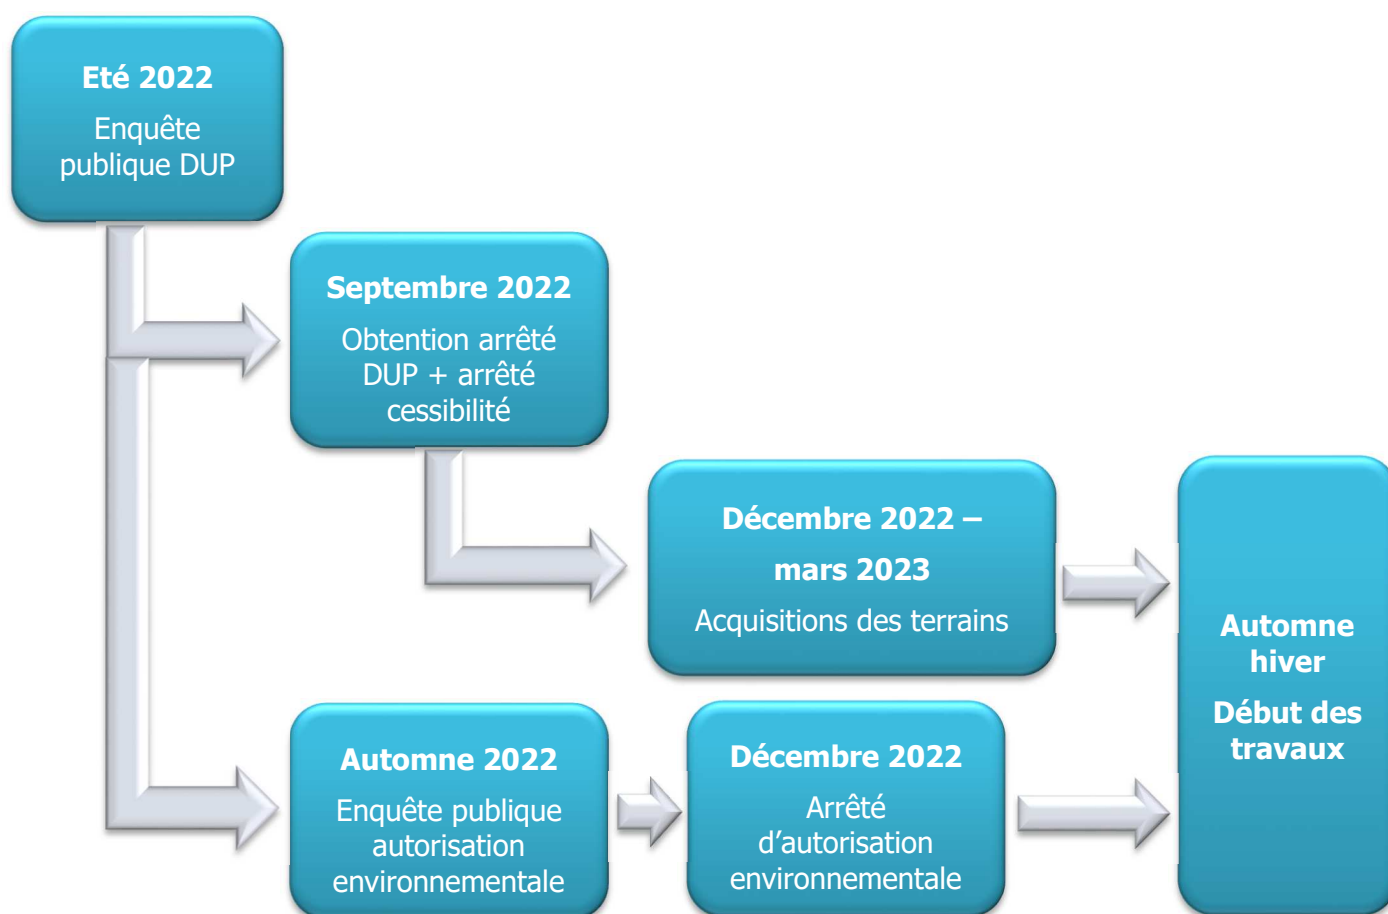 Eté 2022
Enquête
publique DUP
Septembre 2022
Obtention arrêté
DUP + arrêté
cessibilité
Décembre 2022 –
mars 2023
Acquisitions des terrains
Automne 2022
Enquête publique
autorisation
environnementale
Décembre 2022
Arrêté
d’autorisation
environnementale
Automne
hiver
Début des
travaux